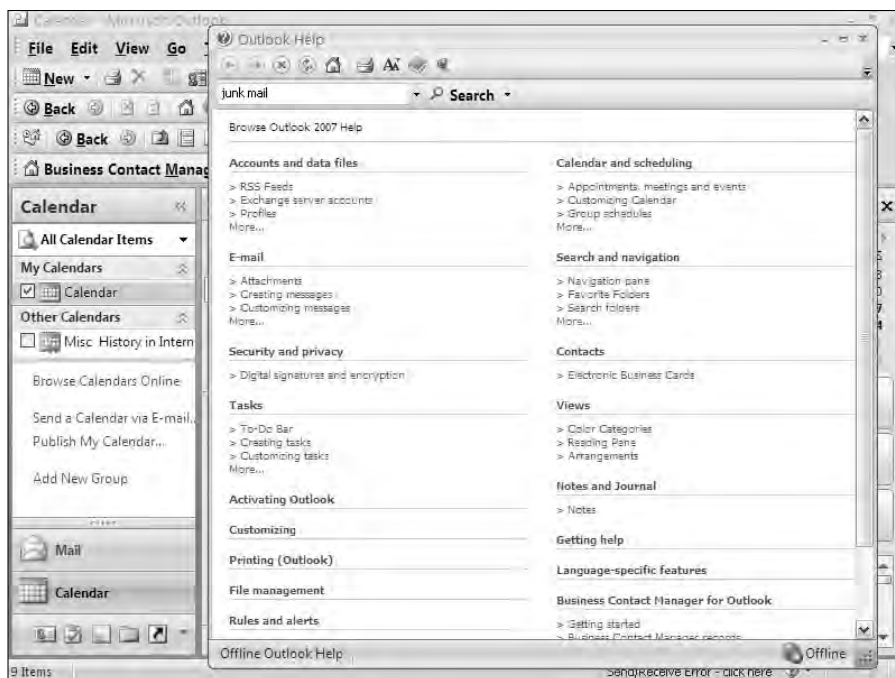 Calendar - Microsoft Outlook
File Edit View Go
New
Back
Back
Business Contact Manag
Calendar
All Calendar Items
My Calendars
Calendar
Other Calendars
Misc History in Intern
Browse Calendars Online
Send a Calendar via E-mail...
Publish My Calendar...
Add New Group
Mail
Calendar
9 Items
Outlook Help
junk mail
Search
Browse Outlook 2007 Help
Accounts and data files
> RSS Feeds
> Exchange server accounts
> Profiles
More...
E-mail
> Attachments
> Creating messages
> Customizing messages
More...
Security and privacy
> Digital signatures and encryption
Tasks
> To-Do Bar
> Creating tasks
> Customizing tasks
More...
Activating Outlook
Customizing
Printing (Outlook)
File management
Rules and alerts
Calendar and scheduling
> Appointments, meetings and events
> Customizing Calendar
> Group schedules
More...
Search and navigation
> Navigation pane
> Favorite Folders
> Search folders
More...
Contacts
> Electronic Business Cards
Views
> Color Categories
> Reading Pane
> Arrangements
Notes and Journal
> Notes
Getting help
Language-specific features
Business Contact Manager for Outlook
> Getting started
> Business Contact Manager records
Offline Outlook Help
Offline
Send/Receive Error - click here